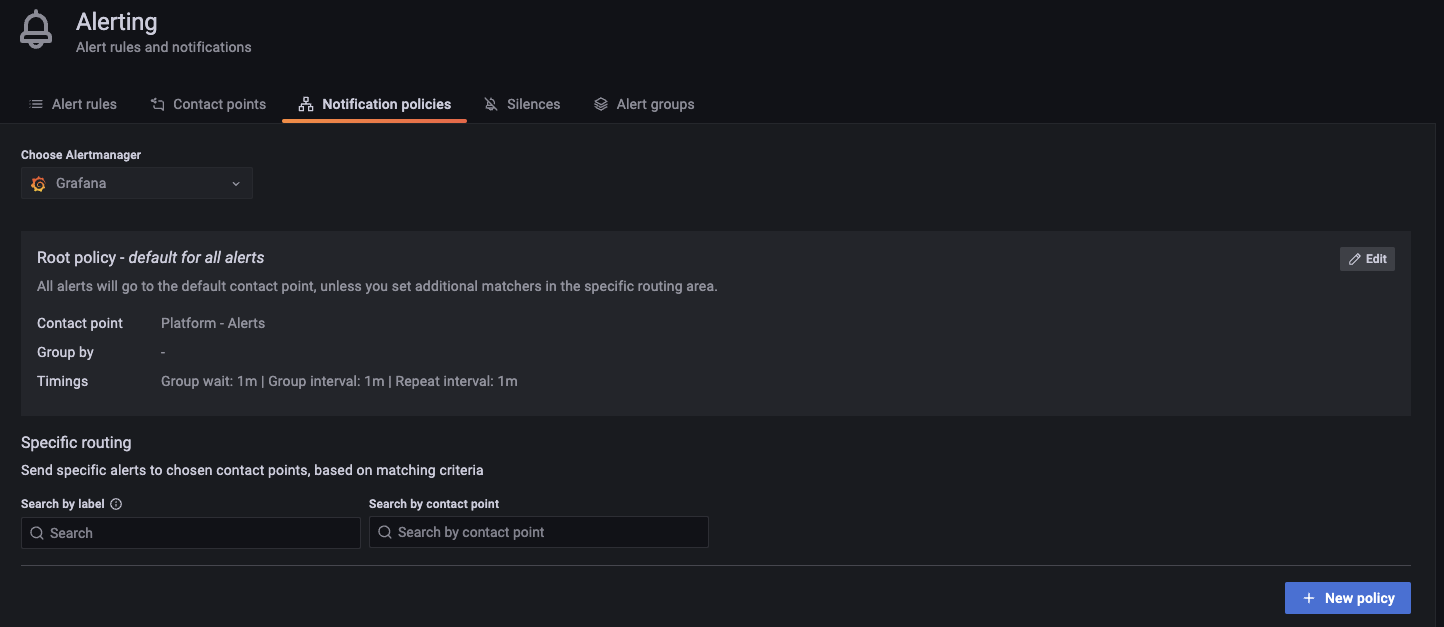 Alerting
Alert rules and notifications
Alert rules
Contact points
Notification policies
Silences
Alert groups
Choose Alertmanager
Grafana
Root policy - default for all alerts
Edit
All alerts will go to the default contact point, unless you set additional matchers in the specific routing area.
Contact point Platform - Alerts
Group by -
Timings Group wait: 1m | Group interval: 1m | Repeat interval: 1m
Specific routing
Send specific alerts to chosen contact points, based on matching criteria
Search by label
Search by contact point
Search
Search by contact point
+ New policy